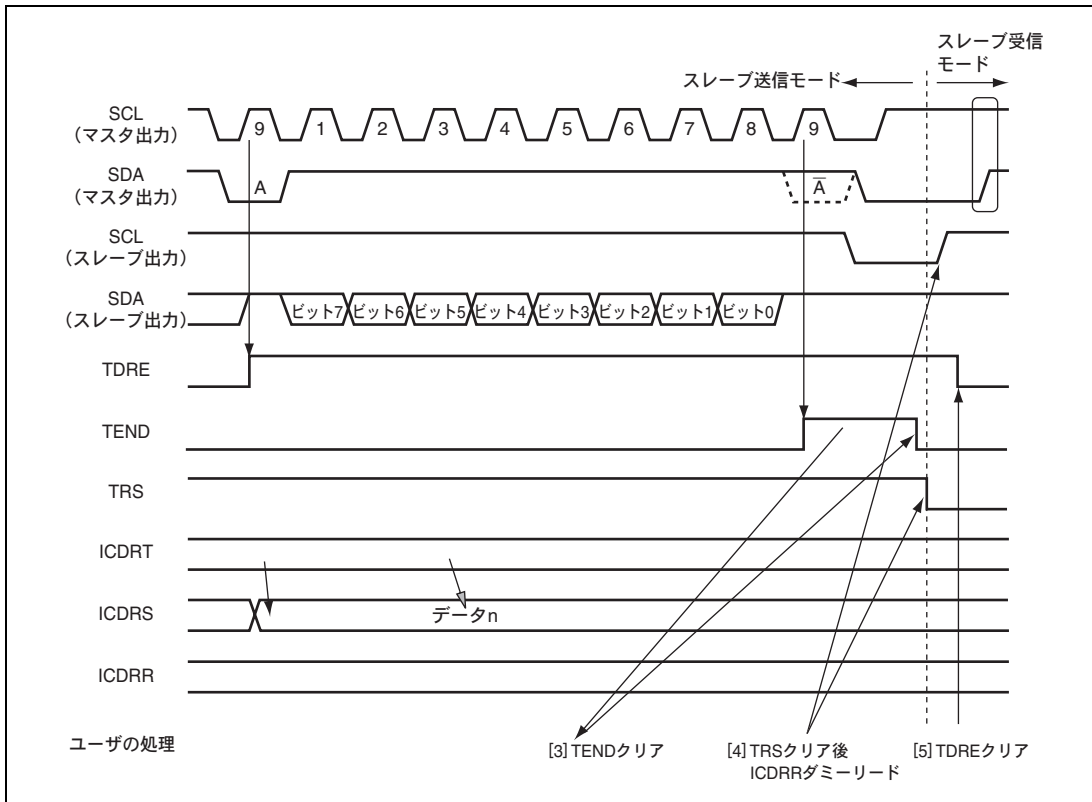 スレーブ受信
モード
スレーブ送信モード
SCL
（マスタ出力）
9 1 2 3 4 5 6 7 8 9
SDA
（マスタ出力）
A A̅
SCL
（スレーブ出力）
SDA
（スレーブ出力）
ビット7 ビット6 ビット5 ビット4 ビット3 ビット2 ビット1 ビット0
TDRE
TEND
TRS
ICDRT
ICDRS
データn
ICDRR
ユーザの処理
[3] TENDクリア
[4] TRSクリア後
ICDRRダミーリード
[5] TDREクリア